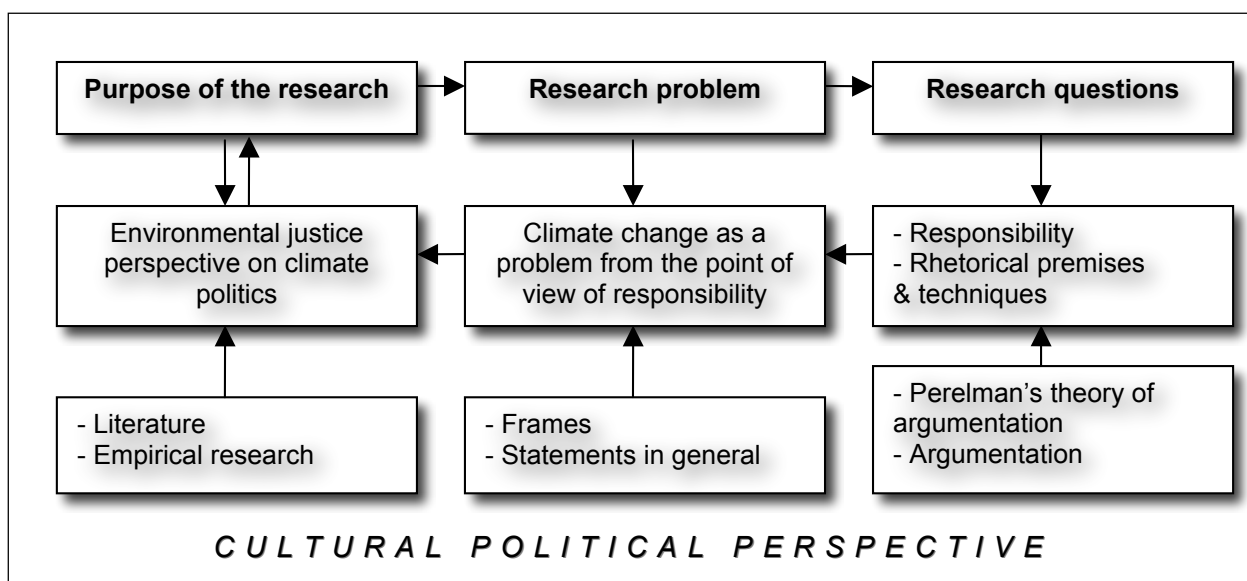 Purpose of the research
Research problem
Research questions
Environmental justice
perspective on climate
politics
Climate change as a
problem from the point of
view of responsibility
- Responsibility
- Rhetorical premises
& techniques
- Literature
- Empirical research
- Frames
- Statements in general
- Perelman’s theory of
argumentation
- Argumentation
CULTURAL POLITICAL PERSPECTIVE